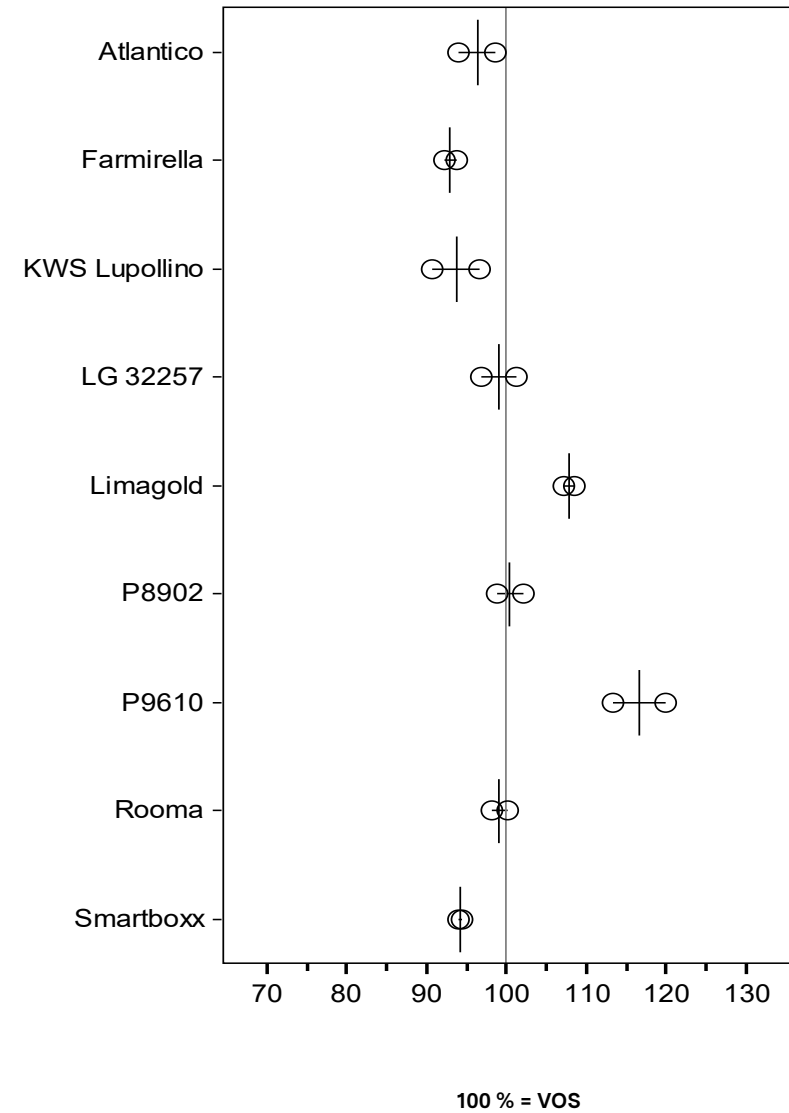 Atlantico
Farmirella
KWS Lupollino
LG 32257
Limagold
P8902
P9610
Rooma
Smartboxx
70 80 90 100 110 120 130
100 % = VOS